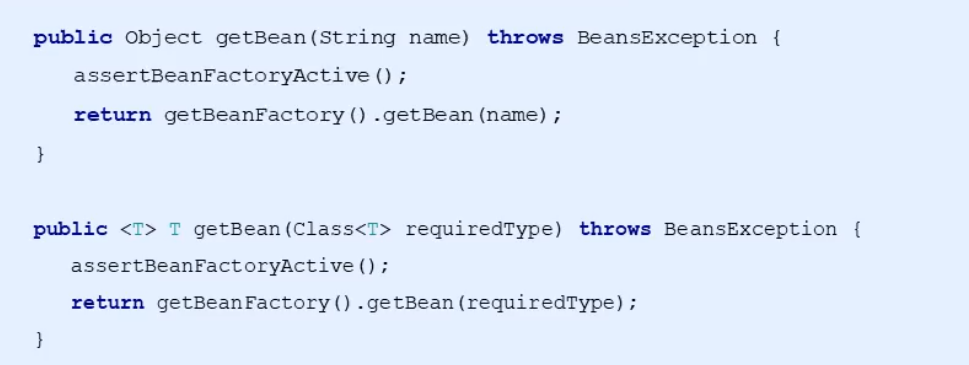 public Object getBean(String name) throws BeansException {
assertBeanFactoryActive();
return getBeanFactory().getBean(name);
}
public <T> T getBean(Class<T> requiredType) throws BeansException {
assertBeanFactoryActive();
return getBeanFactory().getBean(requiredType);
}